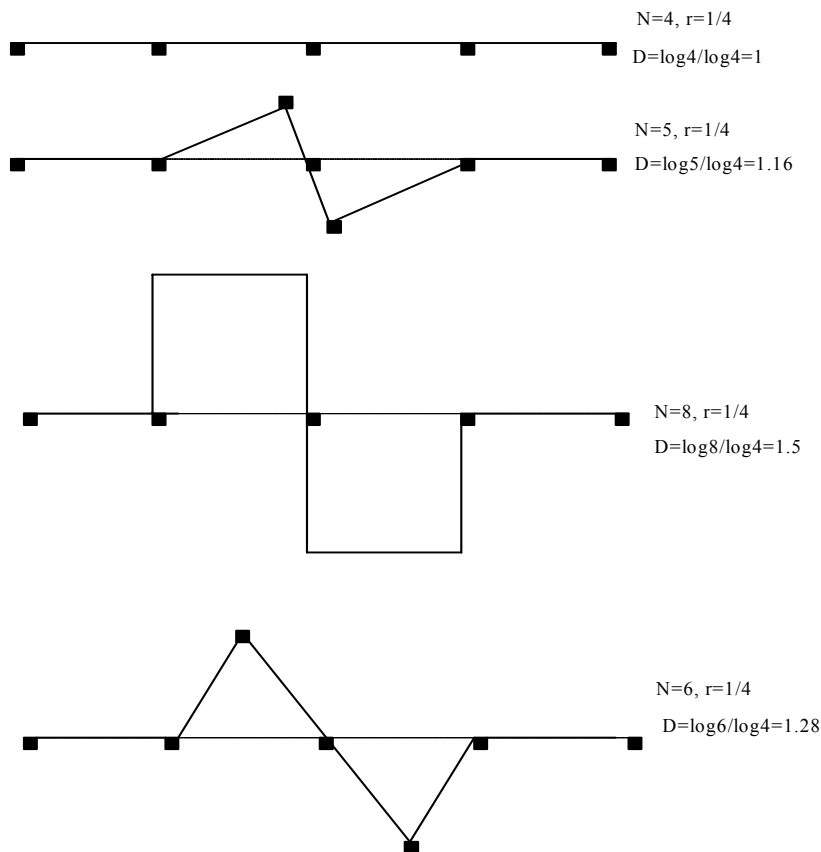 N=4, r=1/4
D=log4/log4=1
N=5, r=1/4
D=log5/log4=1.16
N=8, r=1/4
D=log8/log4=1.5
N=6, r=1/4
D=log6/log4=1.28